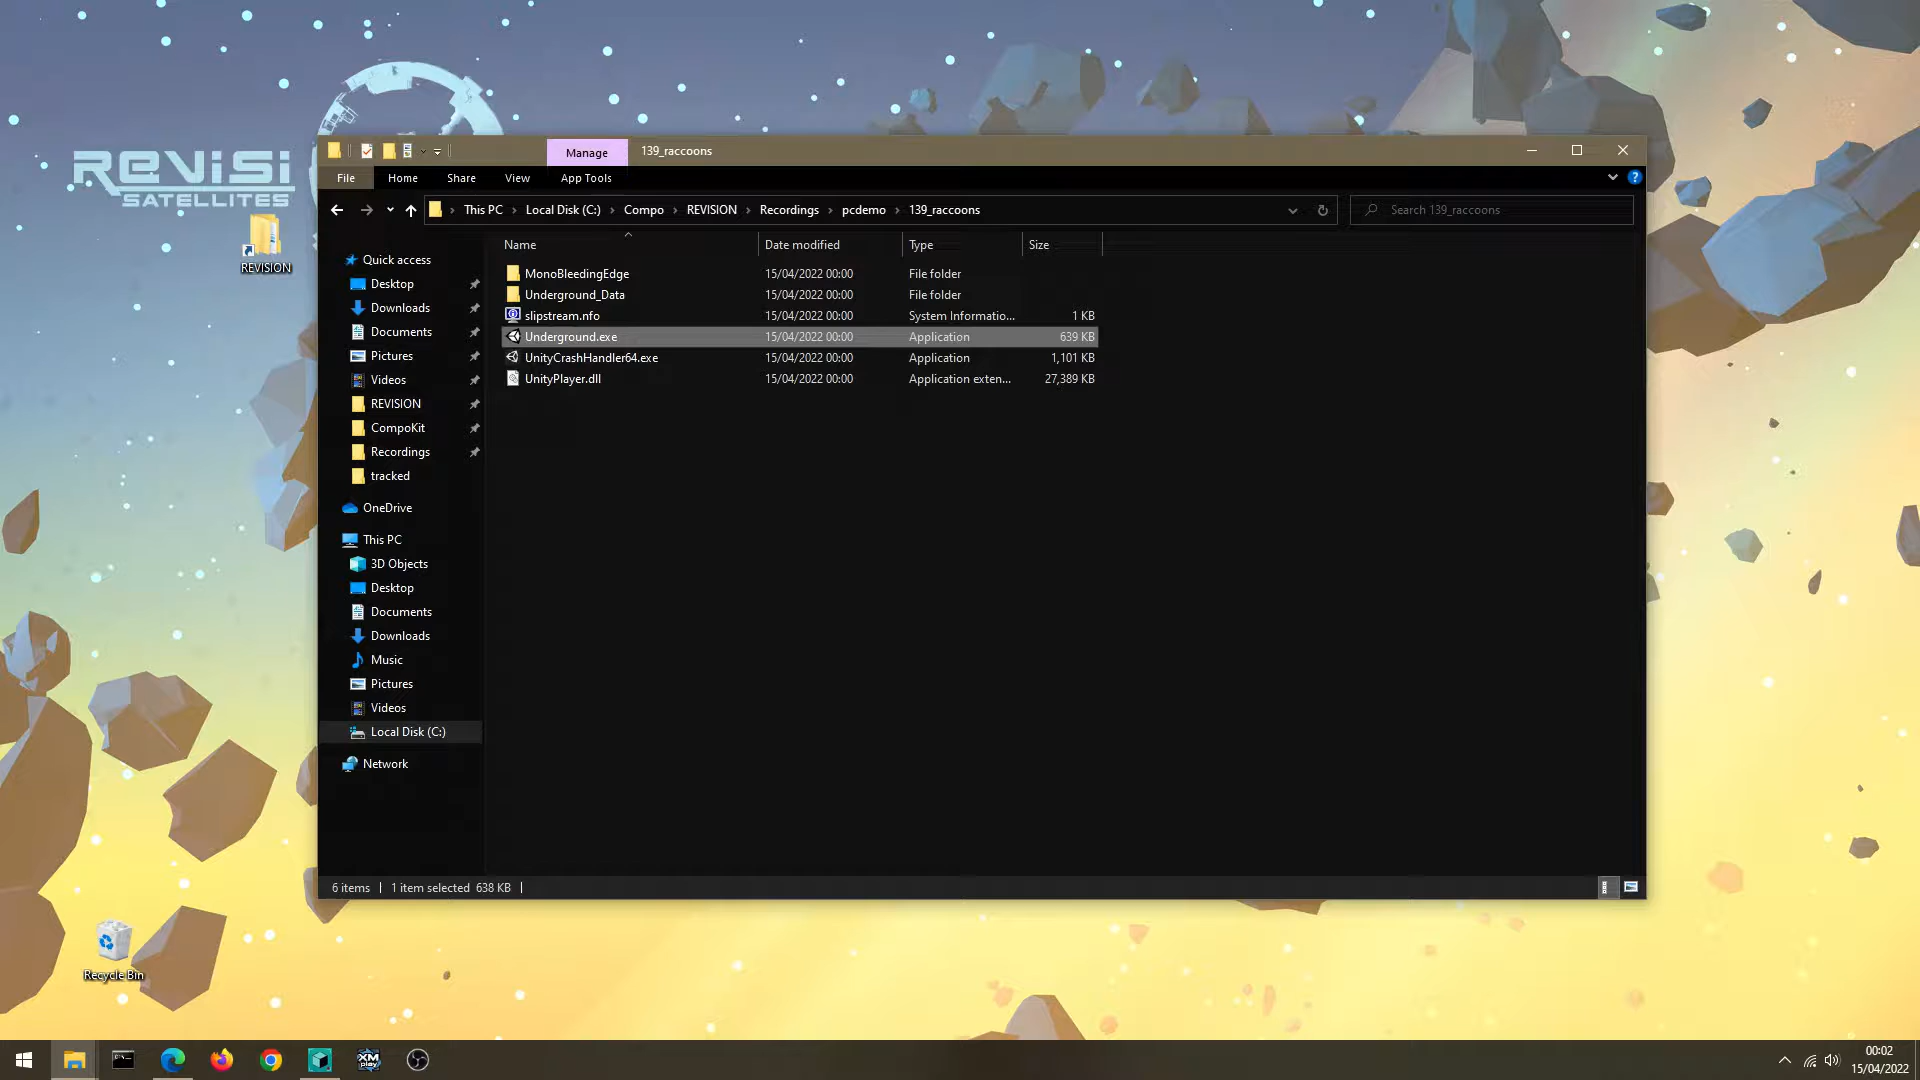 REVISI
SATELLITES
REVISION
Recycle Bin
Manage
139_raccoons
File
Home
Share
View
App Tools
This PC
Local Disk (C:)
Compo
REVISION
Recordings
pcdemo
139_raccoons
Search 139_raccoons
Quick access
Desktop
Downloads
Documents
Pictures
Videos
REVISION
CompoKit
Recordings
tracked
OneDrive
This PC
3D Objects
Desktop
Documents
Downloads
Music
Pictures
Videos
Local Disk (C:)
Network
Name Date modified Type Size
MonoBleedingEdge 15/04/2022 00:00 File folder
Underground_Data 15/04/2022 00:00 File folder
slipstream.nfo 15/04/2022 00:00 System Informatio... 1 KB
Underground.exe 15/04/2022 00:00 Application 639 KB
UnityCrashHandler64.exe 15/04/2022 00:00 Application 1,101 KB
UnityPlayer.dll 15/04/2022 00:00 Application exten... 27,389 KB
6 items 1 item selected 638 KB
XM
play
00:02
15/04/2022